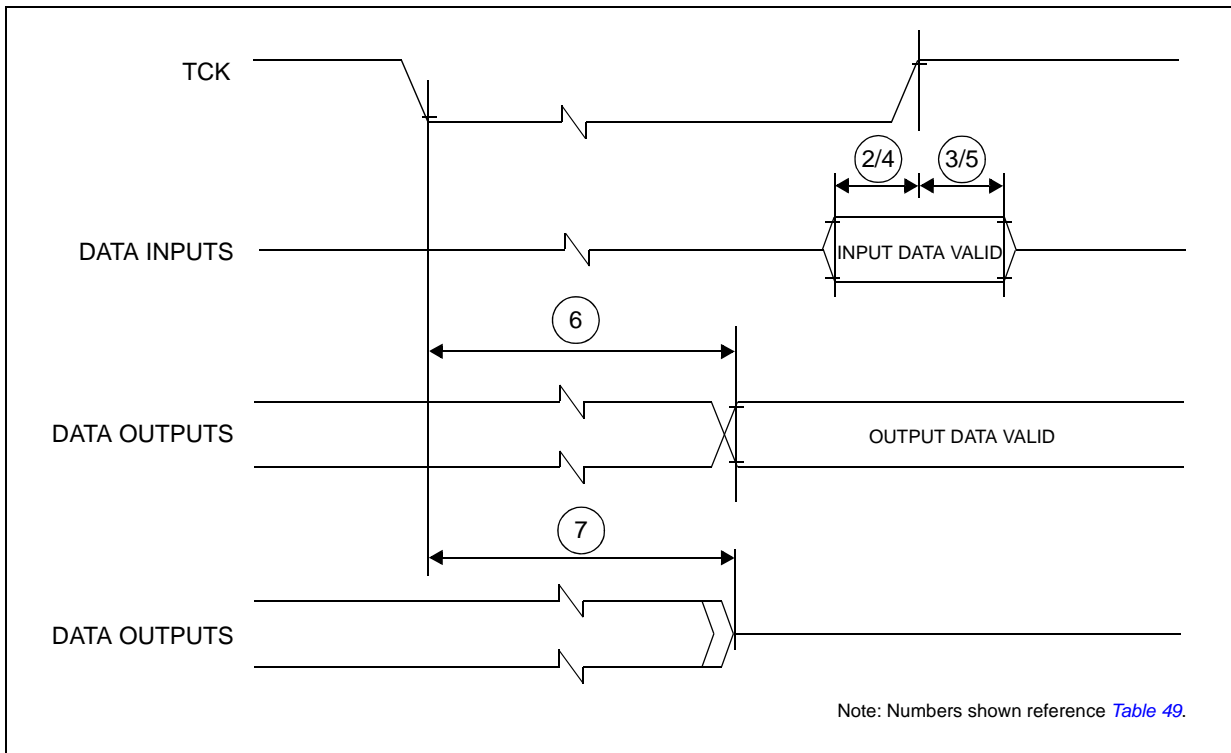 TCK
2/4
3/5
DATA INPUTS
INPUT DATA VALID
6
DATA OUTPUTS
OUTPUT DATA VALID
7
DATA OUTPUTS
Note: Numbers shown reference Table 49.